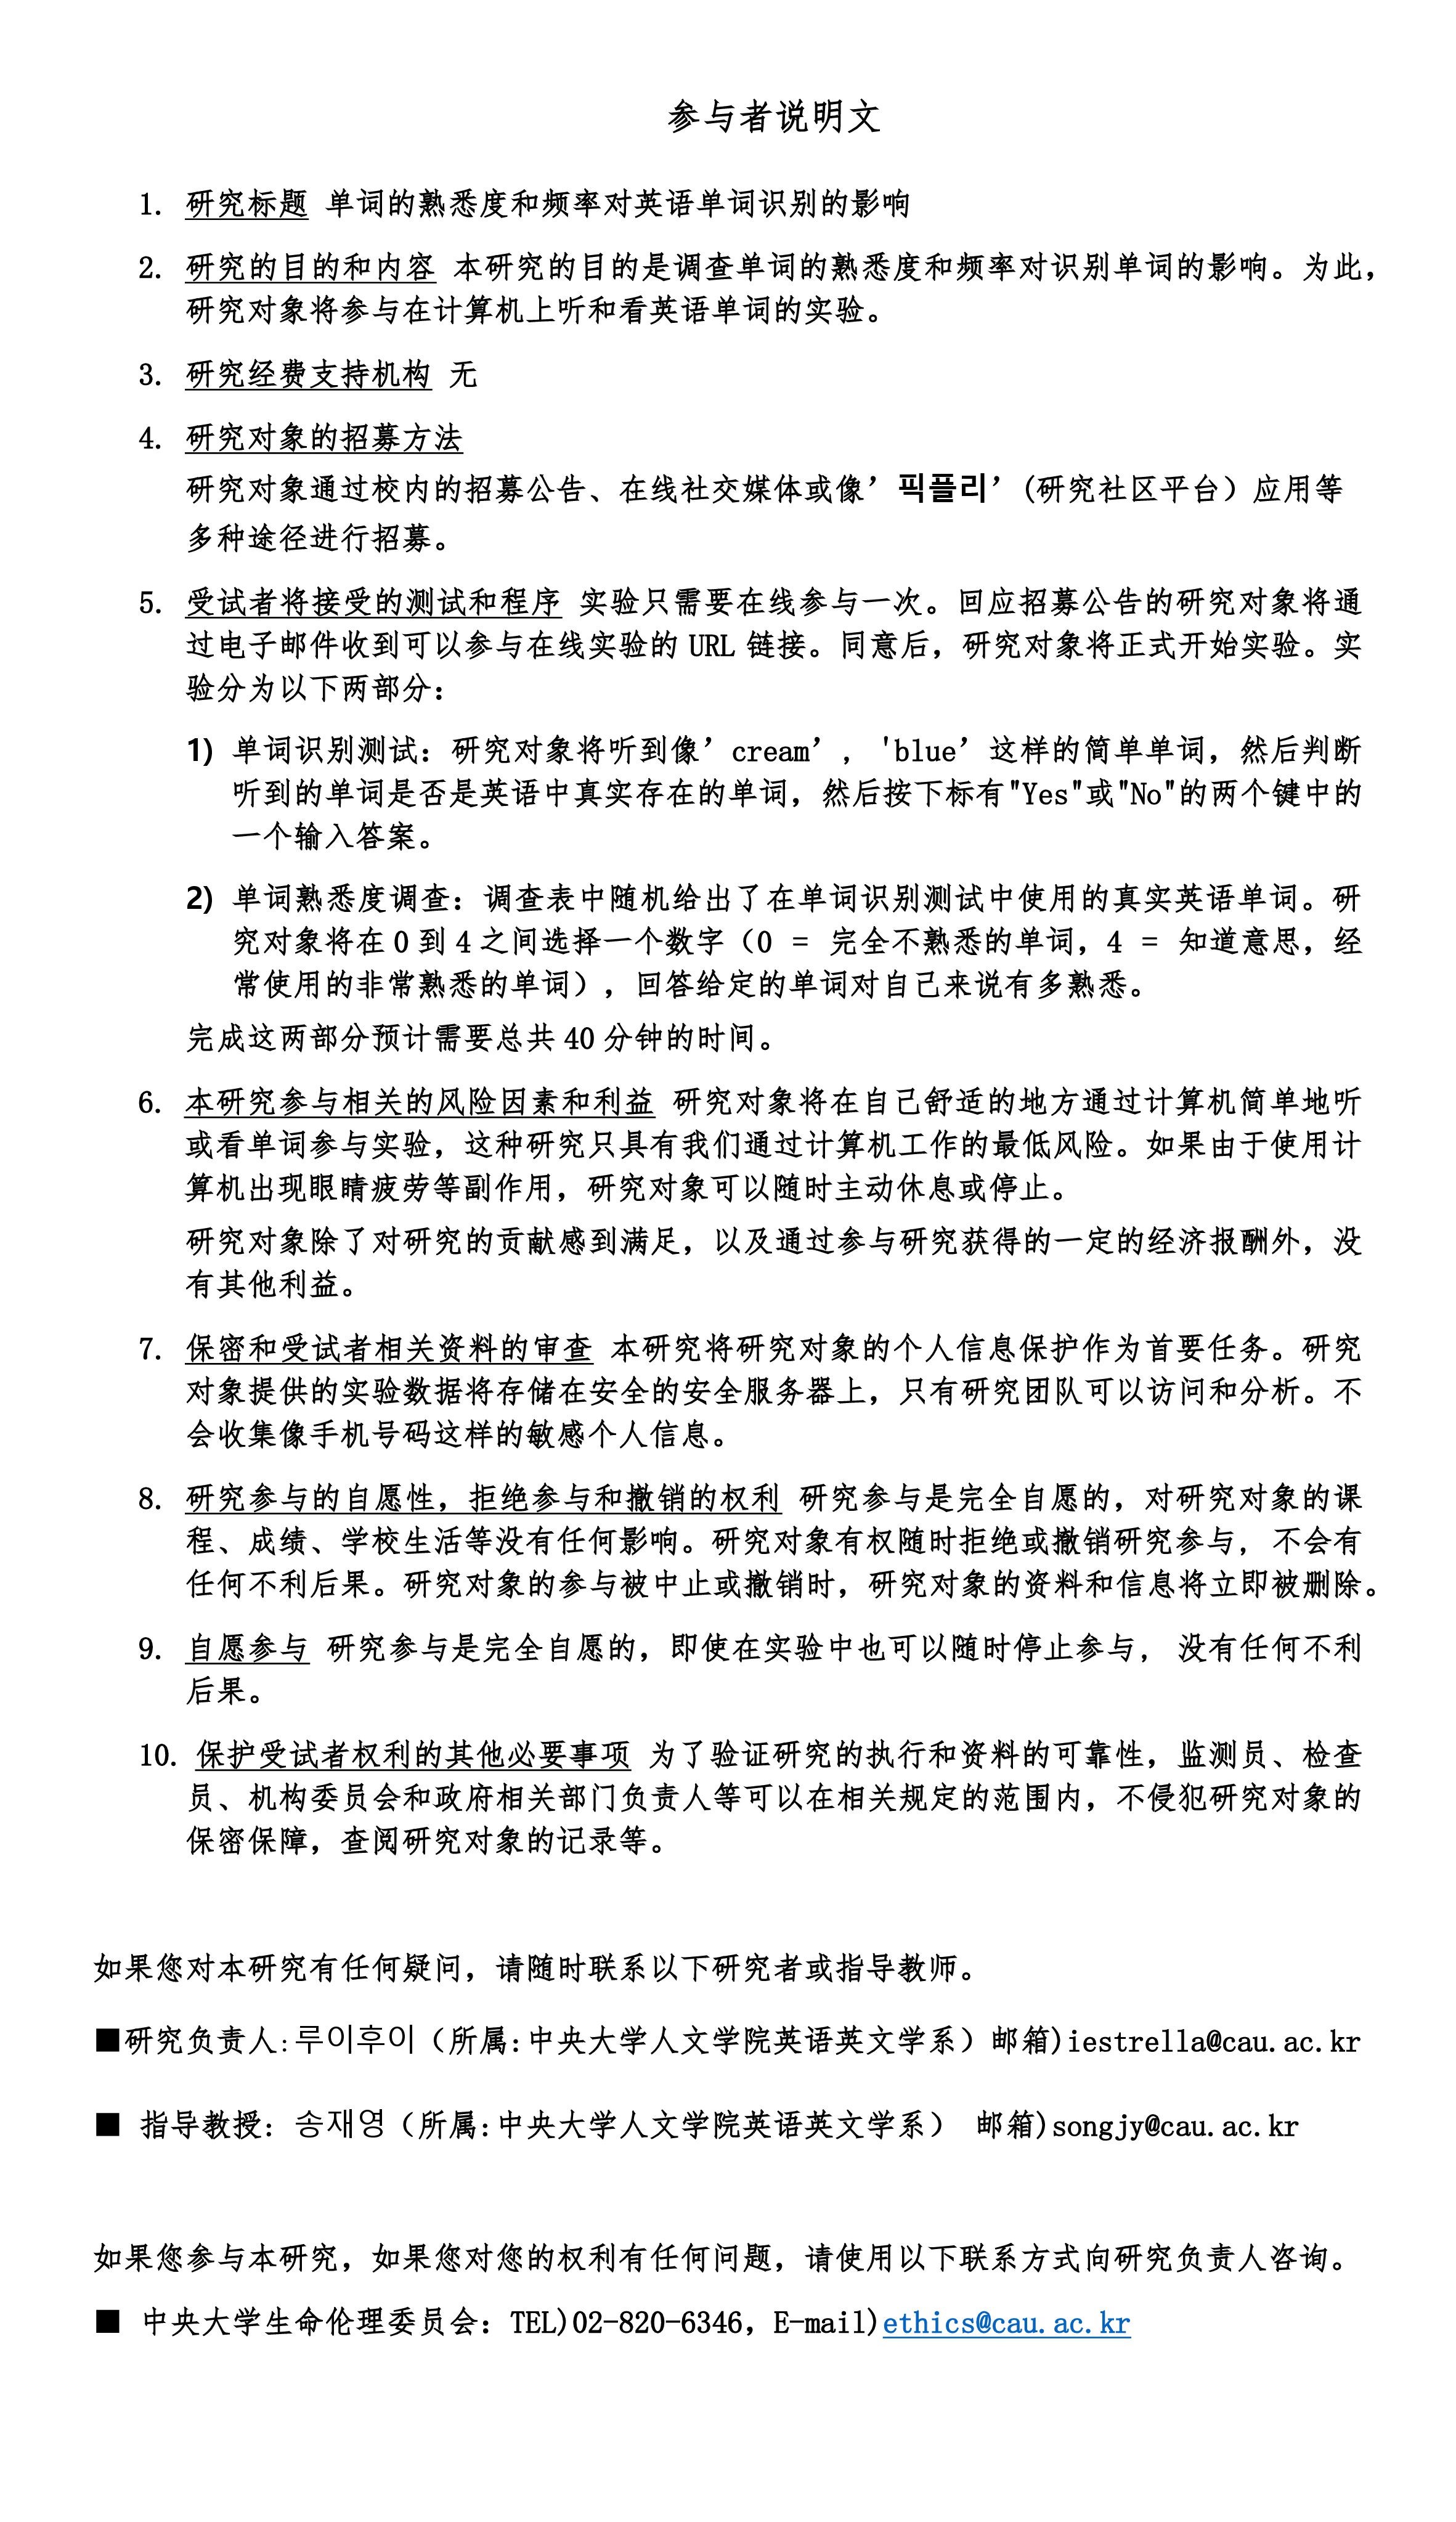 参与者说明文
1. 研究标题 单词的熟悉度和频率对英语单词识别的影响
2. 研究的目的和内容 本研究的目的是调查单词的熟悉度和频率对识别单词的影响。为此，
研究对象将参与在计算机上听和看英语单词的实验。
3. 研究经费支持机构 无
4. 研究对象的招募方法
研究对象通过校内的招募公告、在线社交媒体或像’픽플리’(研究社区平台）应用等
多种途径进行招募。
5. 受试者将接受的测试和程序 实验只需要在线参与一次。回应招募公告的研究对象将通
过电子邮件收到可以参与在线实验的 URL 链接。同意后，研究对象将正式开始实验。实
验分为以下两部分：
1) 单词识别测试：研究对象将听到像’cream’, 'blue’这样的简单单词，然后判断
听到的单词是否是英语中真实存在的单词，然后按下标有"Yes"或"No"的两个键中的
一个输入答案。
2) 单词熟悉度调查：调查表中随机给出了在单词识别测试中使用的真实英语单词。研
究对象将在 0 到 4 之间选择一个数字（0 = 完全不熟悉的单词，4 = 知道意思，经
常使用的非常熟悉的单词），回答给定的单词对自己来说有多熟悉。
完成这两部分预计需要总共 40 分钟的时间。
6. 本研究参与相关的风险因素和利益 研究对象将在自己舒适的地方通过计算机简单地听
或看单词参与实验，这种研究只具有我们通过计算机工作的最低风险。如果由于使用计
算机出现眼睛疲劳等副作用，研究对象可以随时主动休息或停止。
研究对象除了对研究的贡献感到满足，以及通过参与研究获得的一定的经济报酬外，没
有其他利益。
7. 保密和受试者相关资料的审查 本研究将研究对象的个人信息保护作为首要任务。研究
对象提供的实验数据将存储在安全的安全服务器上，只有研究团队可以访问和分析。不
会收集像手机号码这样的敏感个人信息。
8. 研究参与的自愿性，拒绝参与和撤销的权利 研究参与是完全自愿的，对研究对象的课
程、成绩、学校生活等没有任何影响。研究对象有权随时拒绝或撤销研究参与, 不会有
任何不利后果。研究对象的参与被中止或撤销时，研究对象的资料和信息将立即被删除。
9. 自愿参与 研究参与是完全自愿的，即使在实验中也可以随时停止参与, 没有任何不利
后果。
10. 保护受试者权利的其他必要事项 为了验证研究的执行和资料的可靠性，监测员、检查
员、机构委员会和政府相关部门负责人等可以在相关规定的范围内，不侵犯研究对象的
保密保障，查阅研究对象的记录等。
如果您对本研究有任何疑问，请随时联系以下研究者或指导教师。
■研究负责人:루이후이（所属:中央大学人文学院英语英文学系）邮箱)iestrella@cau.ac.kr
■ 指导教授: 송재영（所属:中央大学人文学院英语英文学系） 邮箱)songjy@cau.ac.kr
如果您参与本研究，如果您对您的权利有任何问题，请使用以下联系方式向研究负责人咨询。
■ 中央大学生命伦理委员会: TEL)02-820-6346，E-mail)ethics@cau.ac.kr